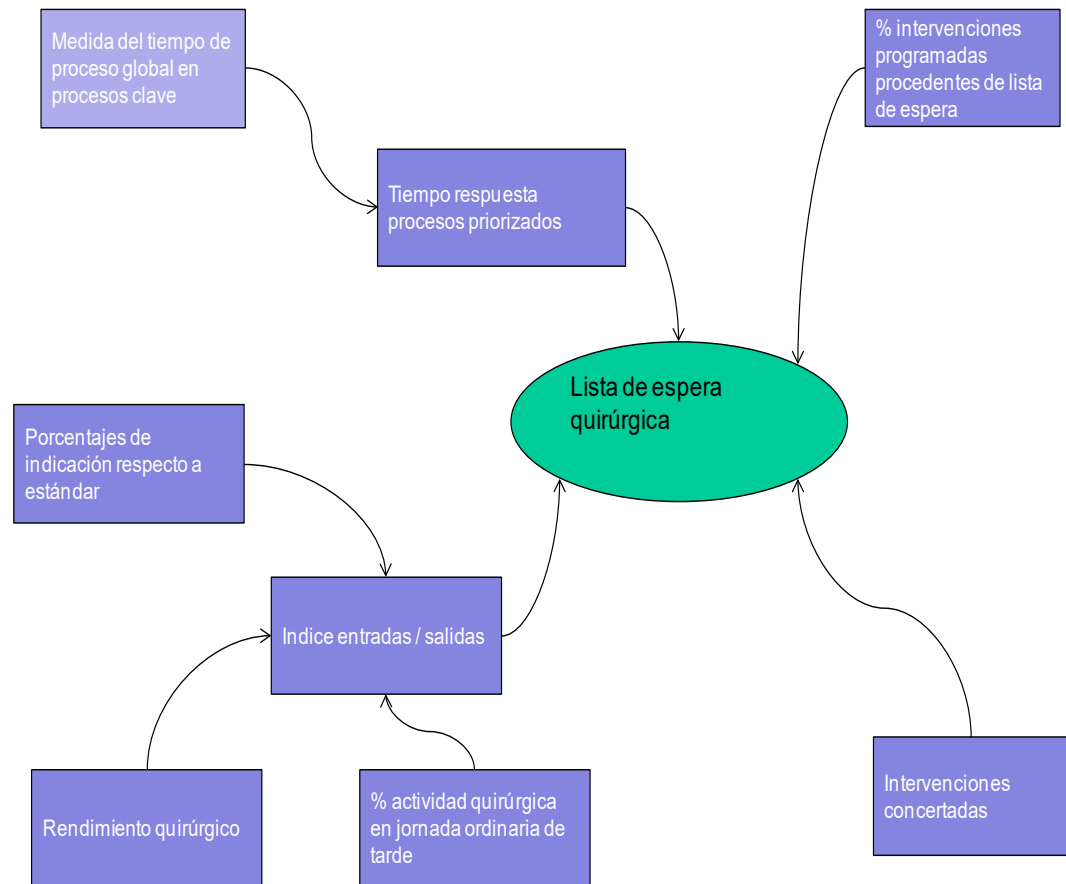 Medida del tiempo de
proceso global en
procesos clave
% intervenciones
programadas
procedentes de lista
de espera
Tiempo respuesta
procesos priorizados
Lista de espera
quirúrgica
Porcentajes de
indicación respecto a
estándar
Indice entradas / salidas
Rendimiento quirúrgico
% actividad quirúrgica
en jornada ordinaria de
tarde
Intervenciones
concertadas